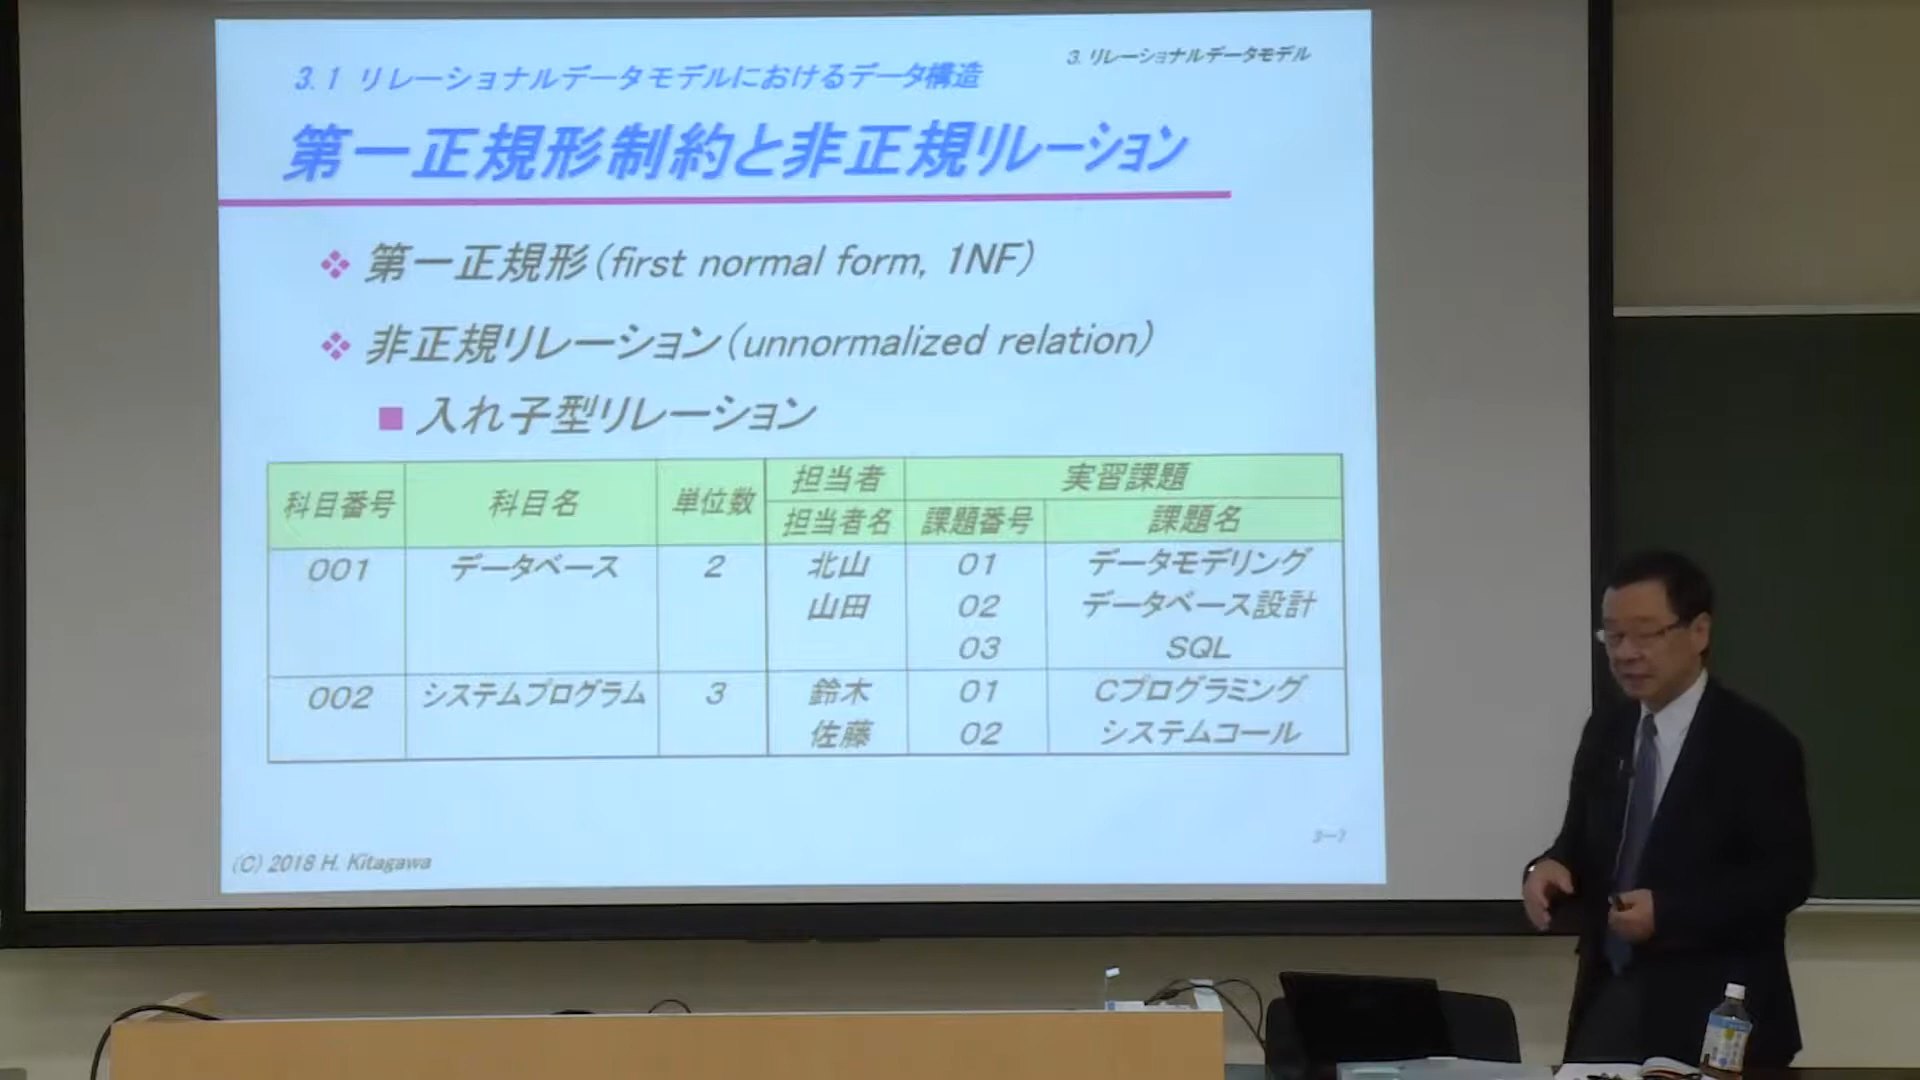 3. リレーショナルデータモデル
3.1 リレーショナルデータモデルにおけるデータ構造
第一正規形制約と非正規リレーション
第一正規形(first normal form, 1NF)
非正規リレーション(unnormalized relation)
入れ子型リレーション
科目番号 科目名 単位数 担当者 実習課題
担当者名 課題番号 課題名
001 データベース 2 北山 01 データモデリング
山田 02 データベース設計
03 SQL
002 システムプログラム 3 鈴木 01 Cプログラミング
佐藤 02 システムコール
3-7
(C) 2018 H. Kitagawa